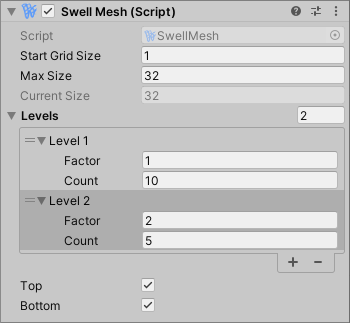 Swell Mesh (Script)
Script SwellMesh
Start Grid Size 1
Max Size 32
Current Size 32
Levels 2
Level 1
Factor 1
Count 10
Level 2
Factor 2
Count 5
+ −
Top
Bottom